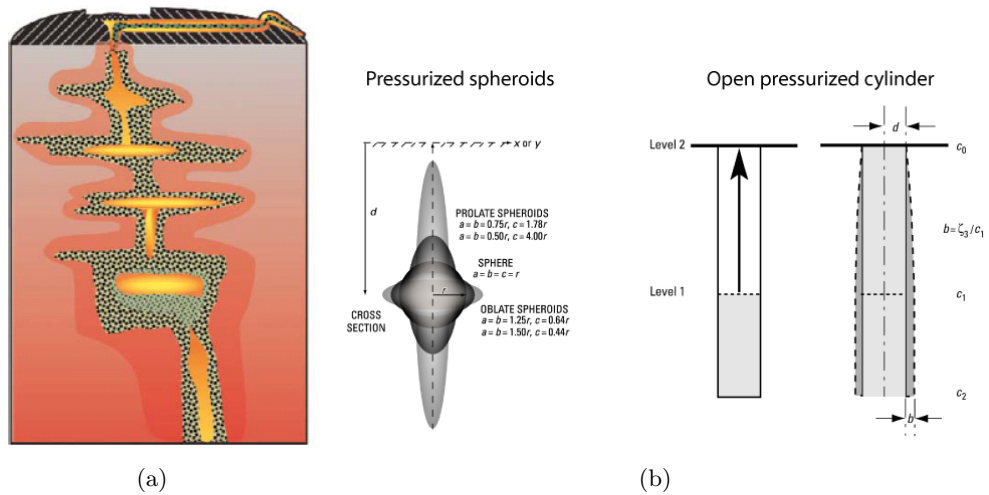 Pressurized spheroids
x or y
d
PROLATE SPHEROIDS
a = b = 0.75r, c = 1.78r
a = b = 0.50r, c = 4.00r
SPHERE
a = b = c = r
r
CROSS
SECTION
OBLATE SPHEROIDS
a = b = 1.25r, c = 0.64r
a = b = 1.50r, c = 0.44r
Open pressurized cylinder
d
Level 2
c₀
b = ζ₃/c₁
Level 1
c₁
c₂
b
(a)
(b)